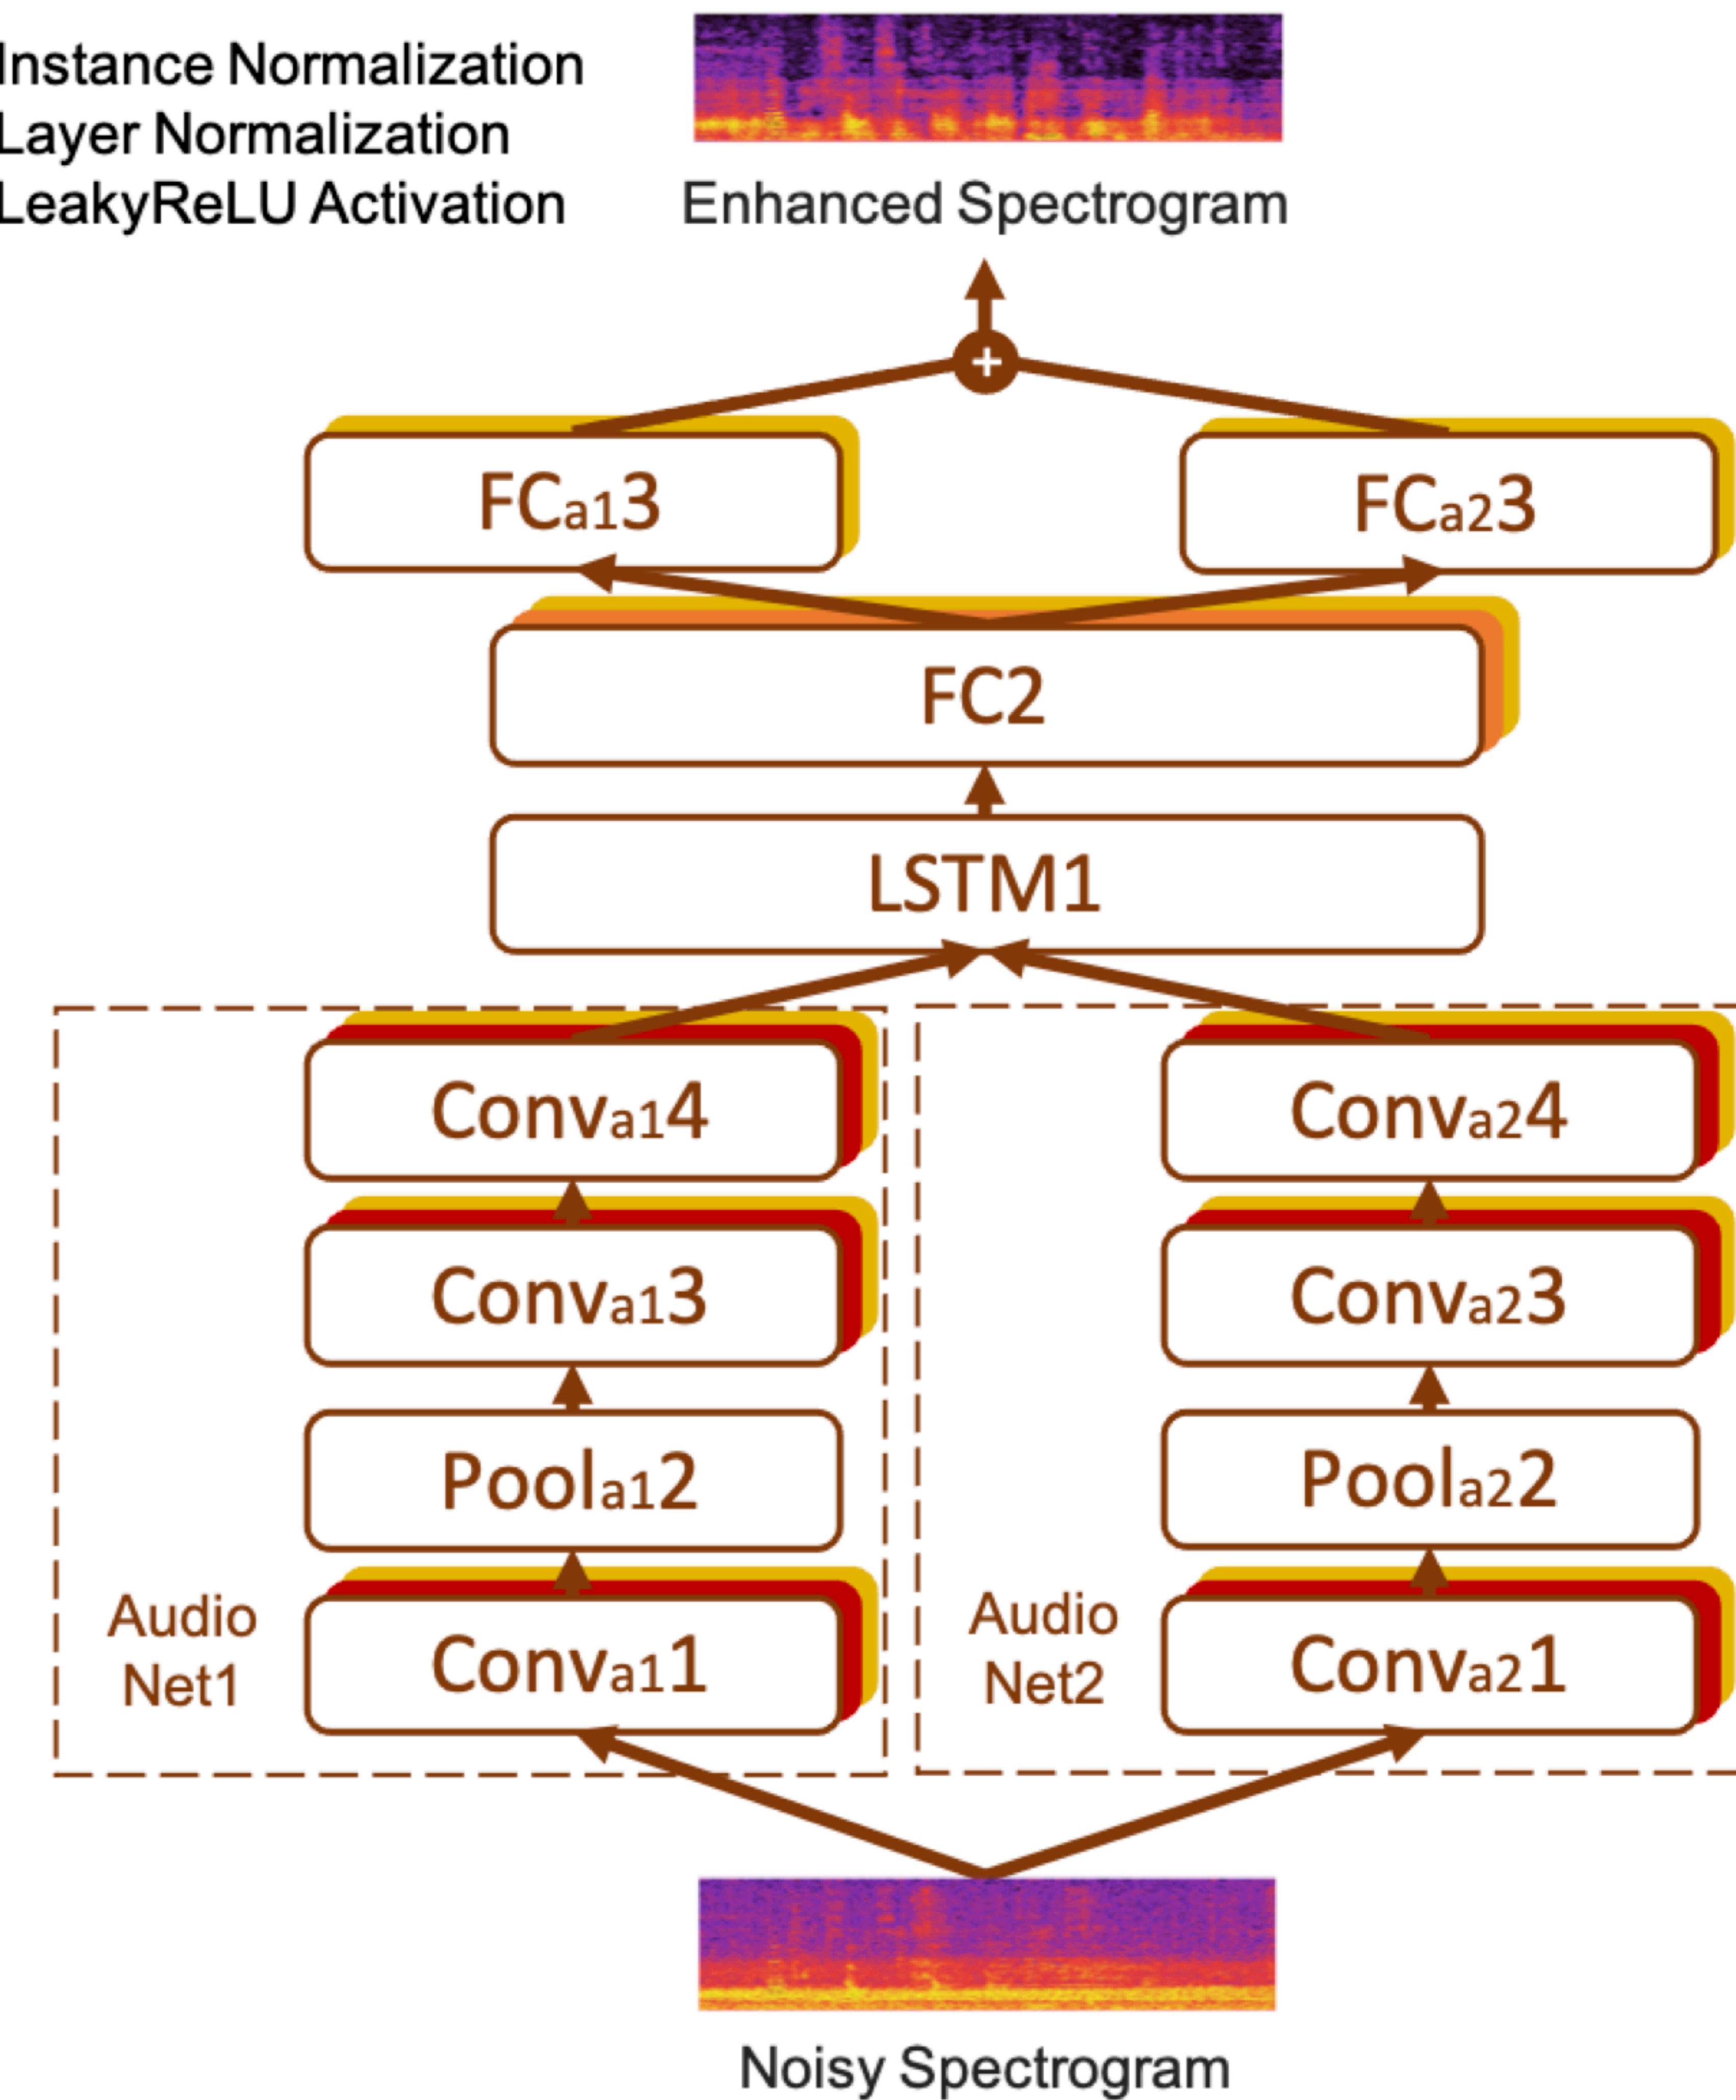 Instance Normalization
Layer Normalization
LeakyReLU Activation
Enhanced Spectrogram
+
FCa13
FCa23
FC2
LSTM1
Conva14
Conva24
Conva13
Conva23
Poola12
Poola22
Audio
Net1
Conva11
Audio
Net2
Conva21
Noisy Spectrogram